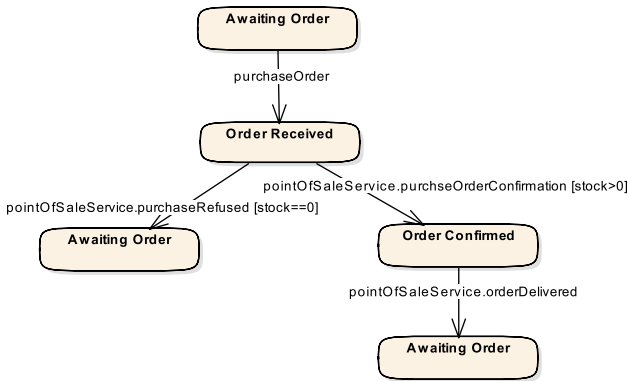 Awaiting Order
purchaseOrder
Order Received
pointOfSaleService.purchseOrderConfirmation [stock>0]
pointOfSaleService.purchaseRefused [stock==0]
Awaiting Order
Order Confirmed
pointOfSaleService.orderDelivered
Awaiting Order